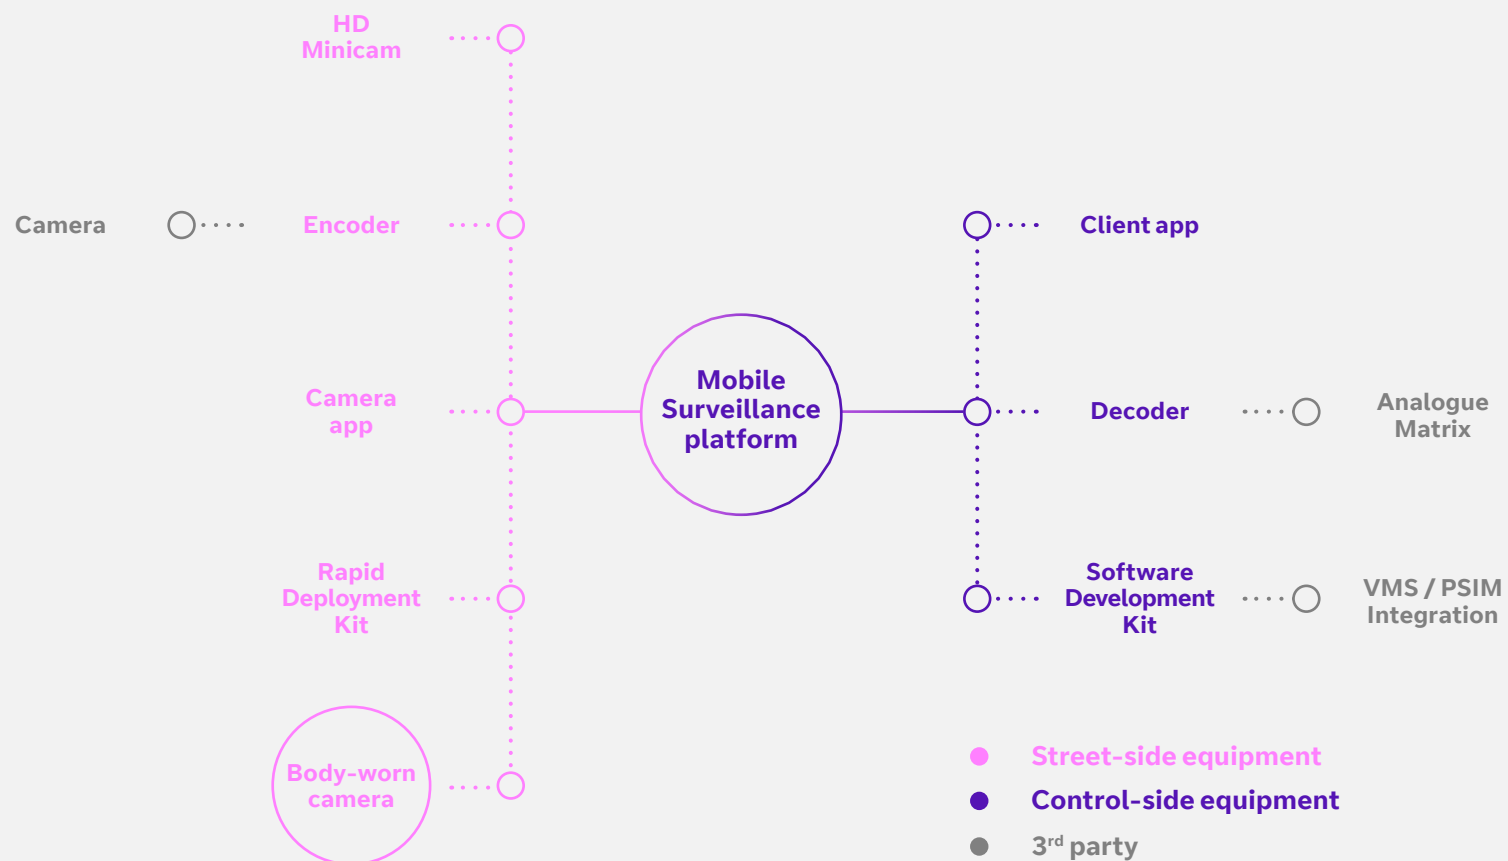 HD
Minicam
Camera
Encoder
Client app
Camera
app
Mobile
Surveillance
platform
Decoder
Analogue
Matrix
Rapid
Deployment
Kit
Software
Development
Kit
VMS / PSIM
Integration
Body-worn
camera
Street-side equipment
Control-side equipment
3rd party